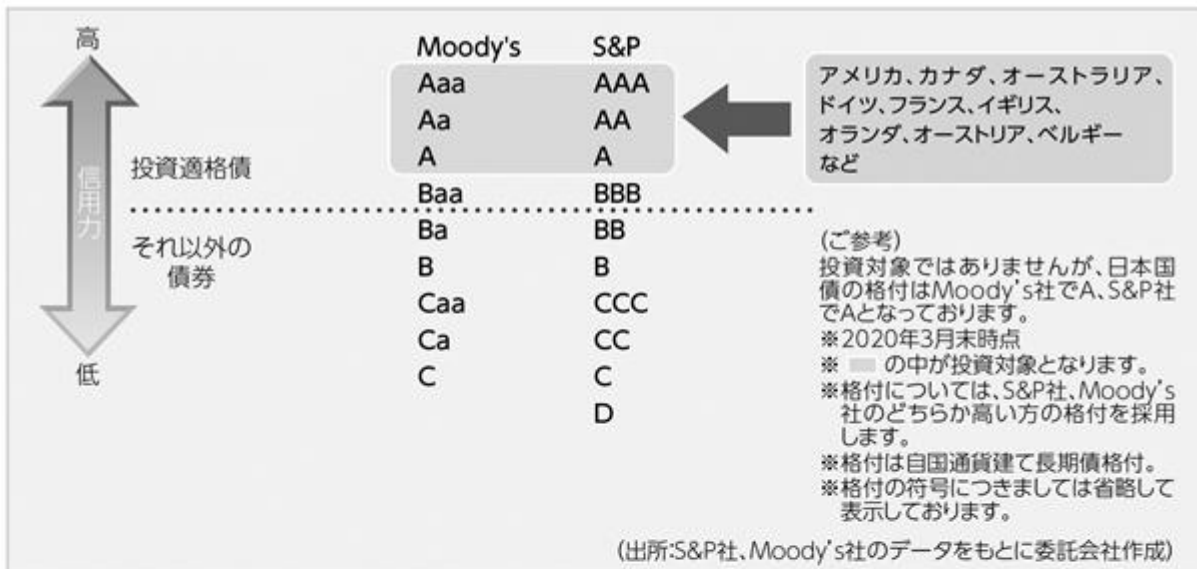 高
信用力
低
投資適格債
それ以外の
債券
Moody's S&P
Aaa AAA
Aa AA
A A
Baa BBB
Ba BB
B B
Caa CCC
Ca CC
C C
D
アメリカ、カナダ、オーストラリア、
ドイツ、フランス、イギリス、
オランダ、オーストリア、ベルギー
など
(ご参考)
投資対象ではありませんが、日本国
債の格付はMoody's社でA、S&P社
でAとなっております。
※2020年3月末時点
※ の中が投資対象となります。
※格付については、S&P社、Moody's
社のどちらか高い方の格付を採用
します。
※格付は自国通貨建て長期債格付。
※格付の符号につきましては省略して
表示しております。
(出所:S&P社、Moody's社のデータをもとに委託会社作成)